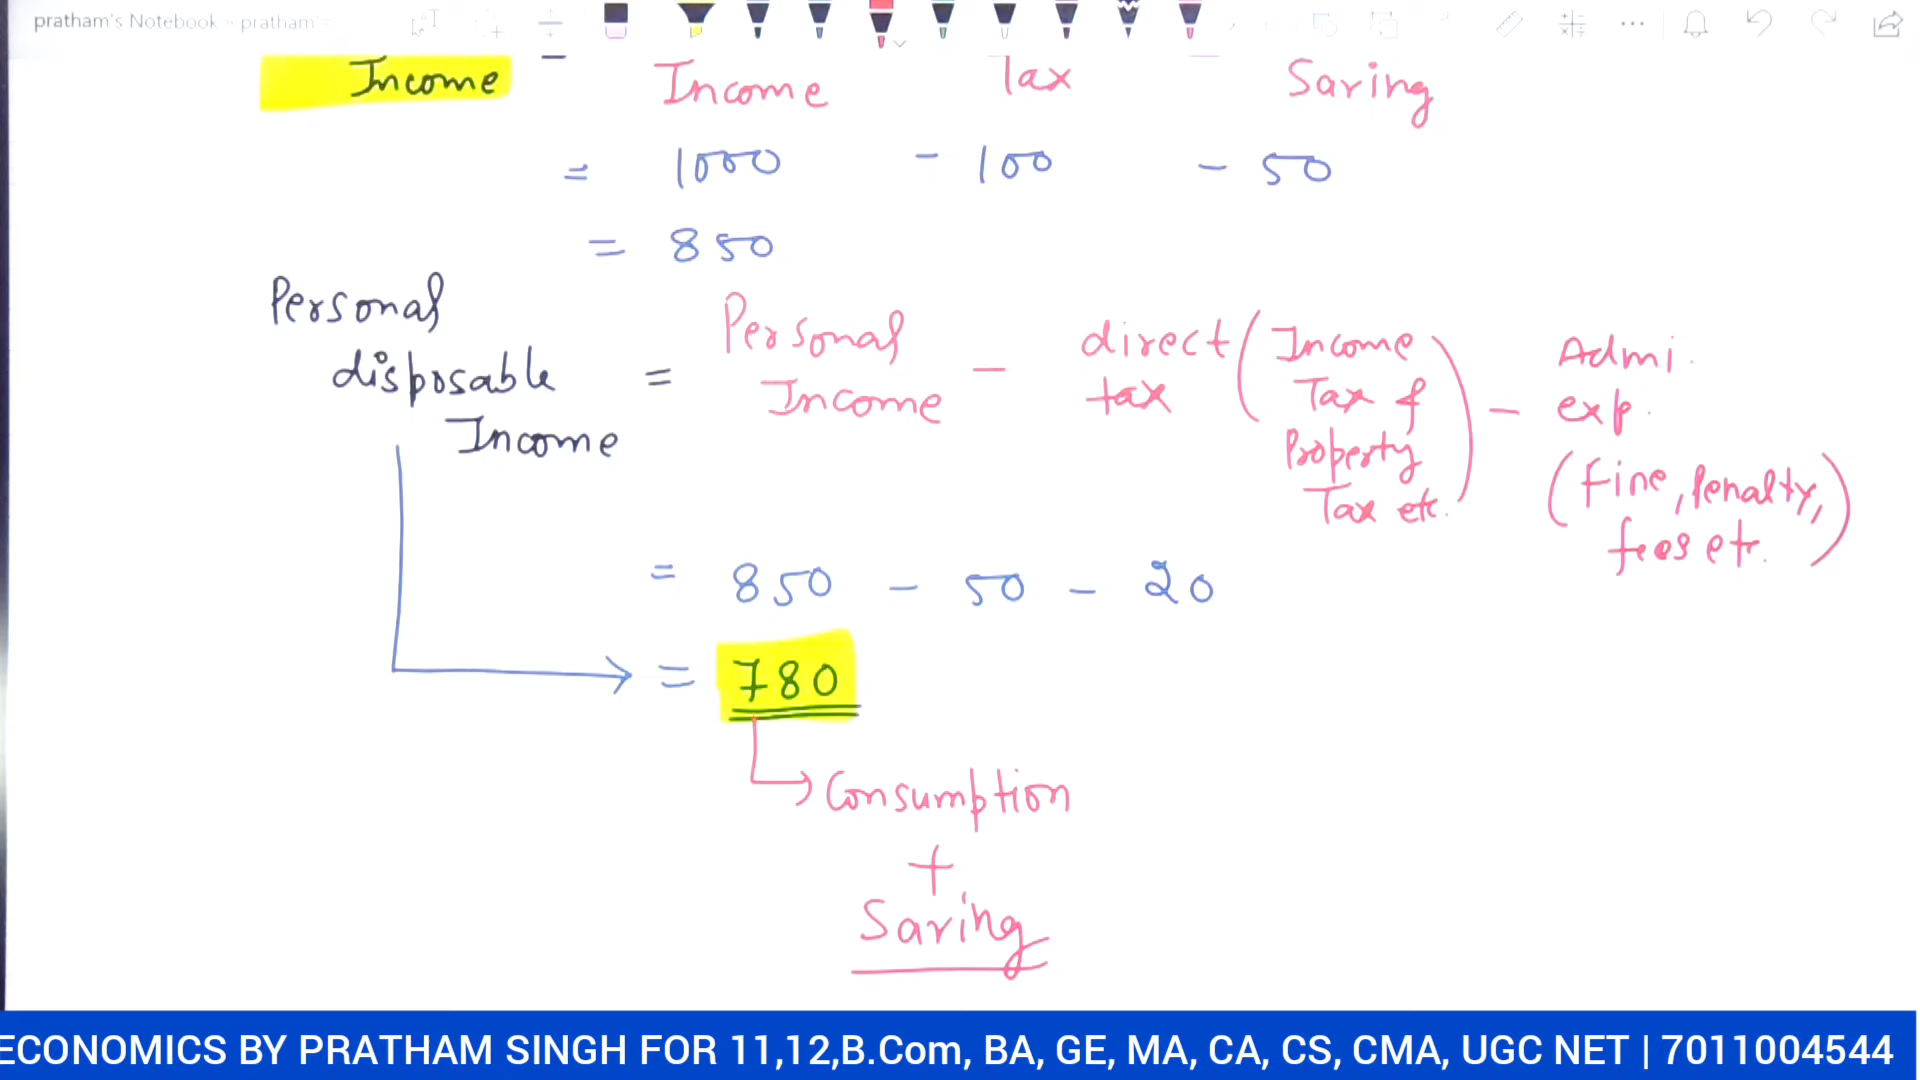 pratham's Notebook - pratham
Income = Income Tax - Saving
= 1000 - 100 - 50
= 850
Personal disposable Income = Personal Income - direct tax (Income Tax & Property Tax etc.) - Admi. exp. (fine, Penalty, fees etc.)
= 850 - 50 - 20
= 780
Consumption
+
Saving
ECONOMICS BY PRATHAM SINGH FOR 11,12,B.Com, BA, GE, MA, CA, CS, CMA, UGC NET | 7011004544